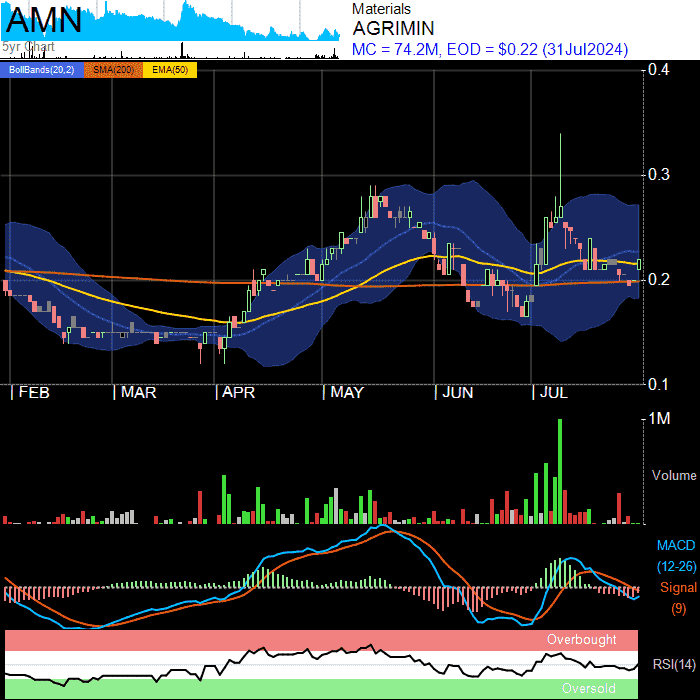 AMN
5yr Chart
Materials
AGRIMIN
MC = 74.2M, EOD = $0.22 (31Jul2024)
BollBands(20,2) SMA(200) EMA(50)
0.4
0.3
0.2
0.1
| FEB | MAR | APR | MAY | JUN | JUL
1M
Volume
MACD
(12-26)
Signal
(9)
Overbought
RSI(14)
Oversold